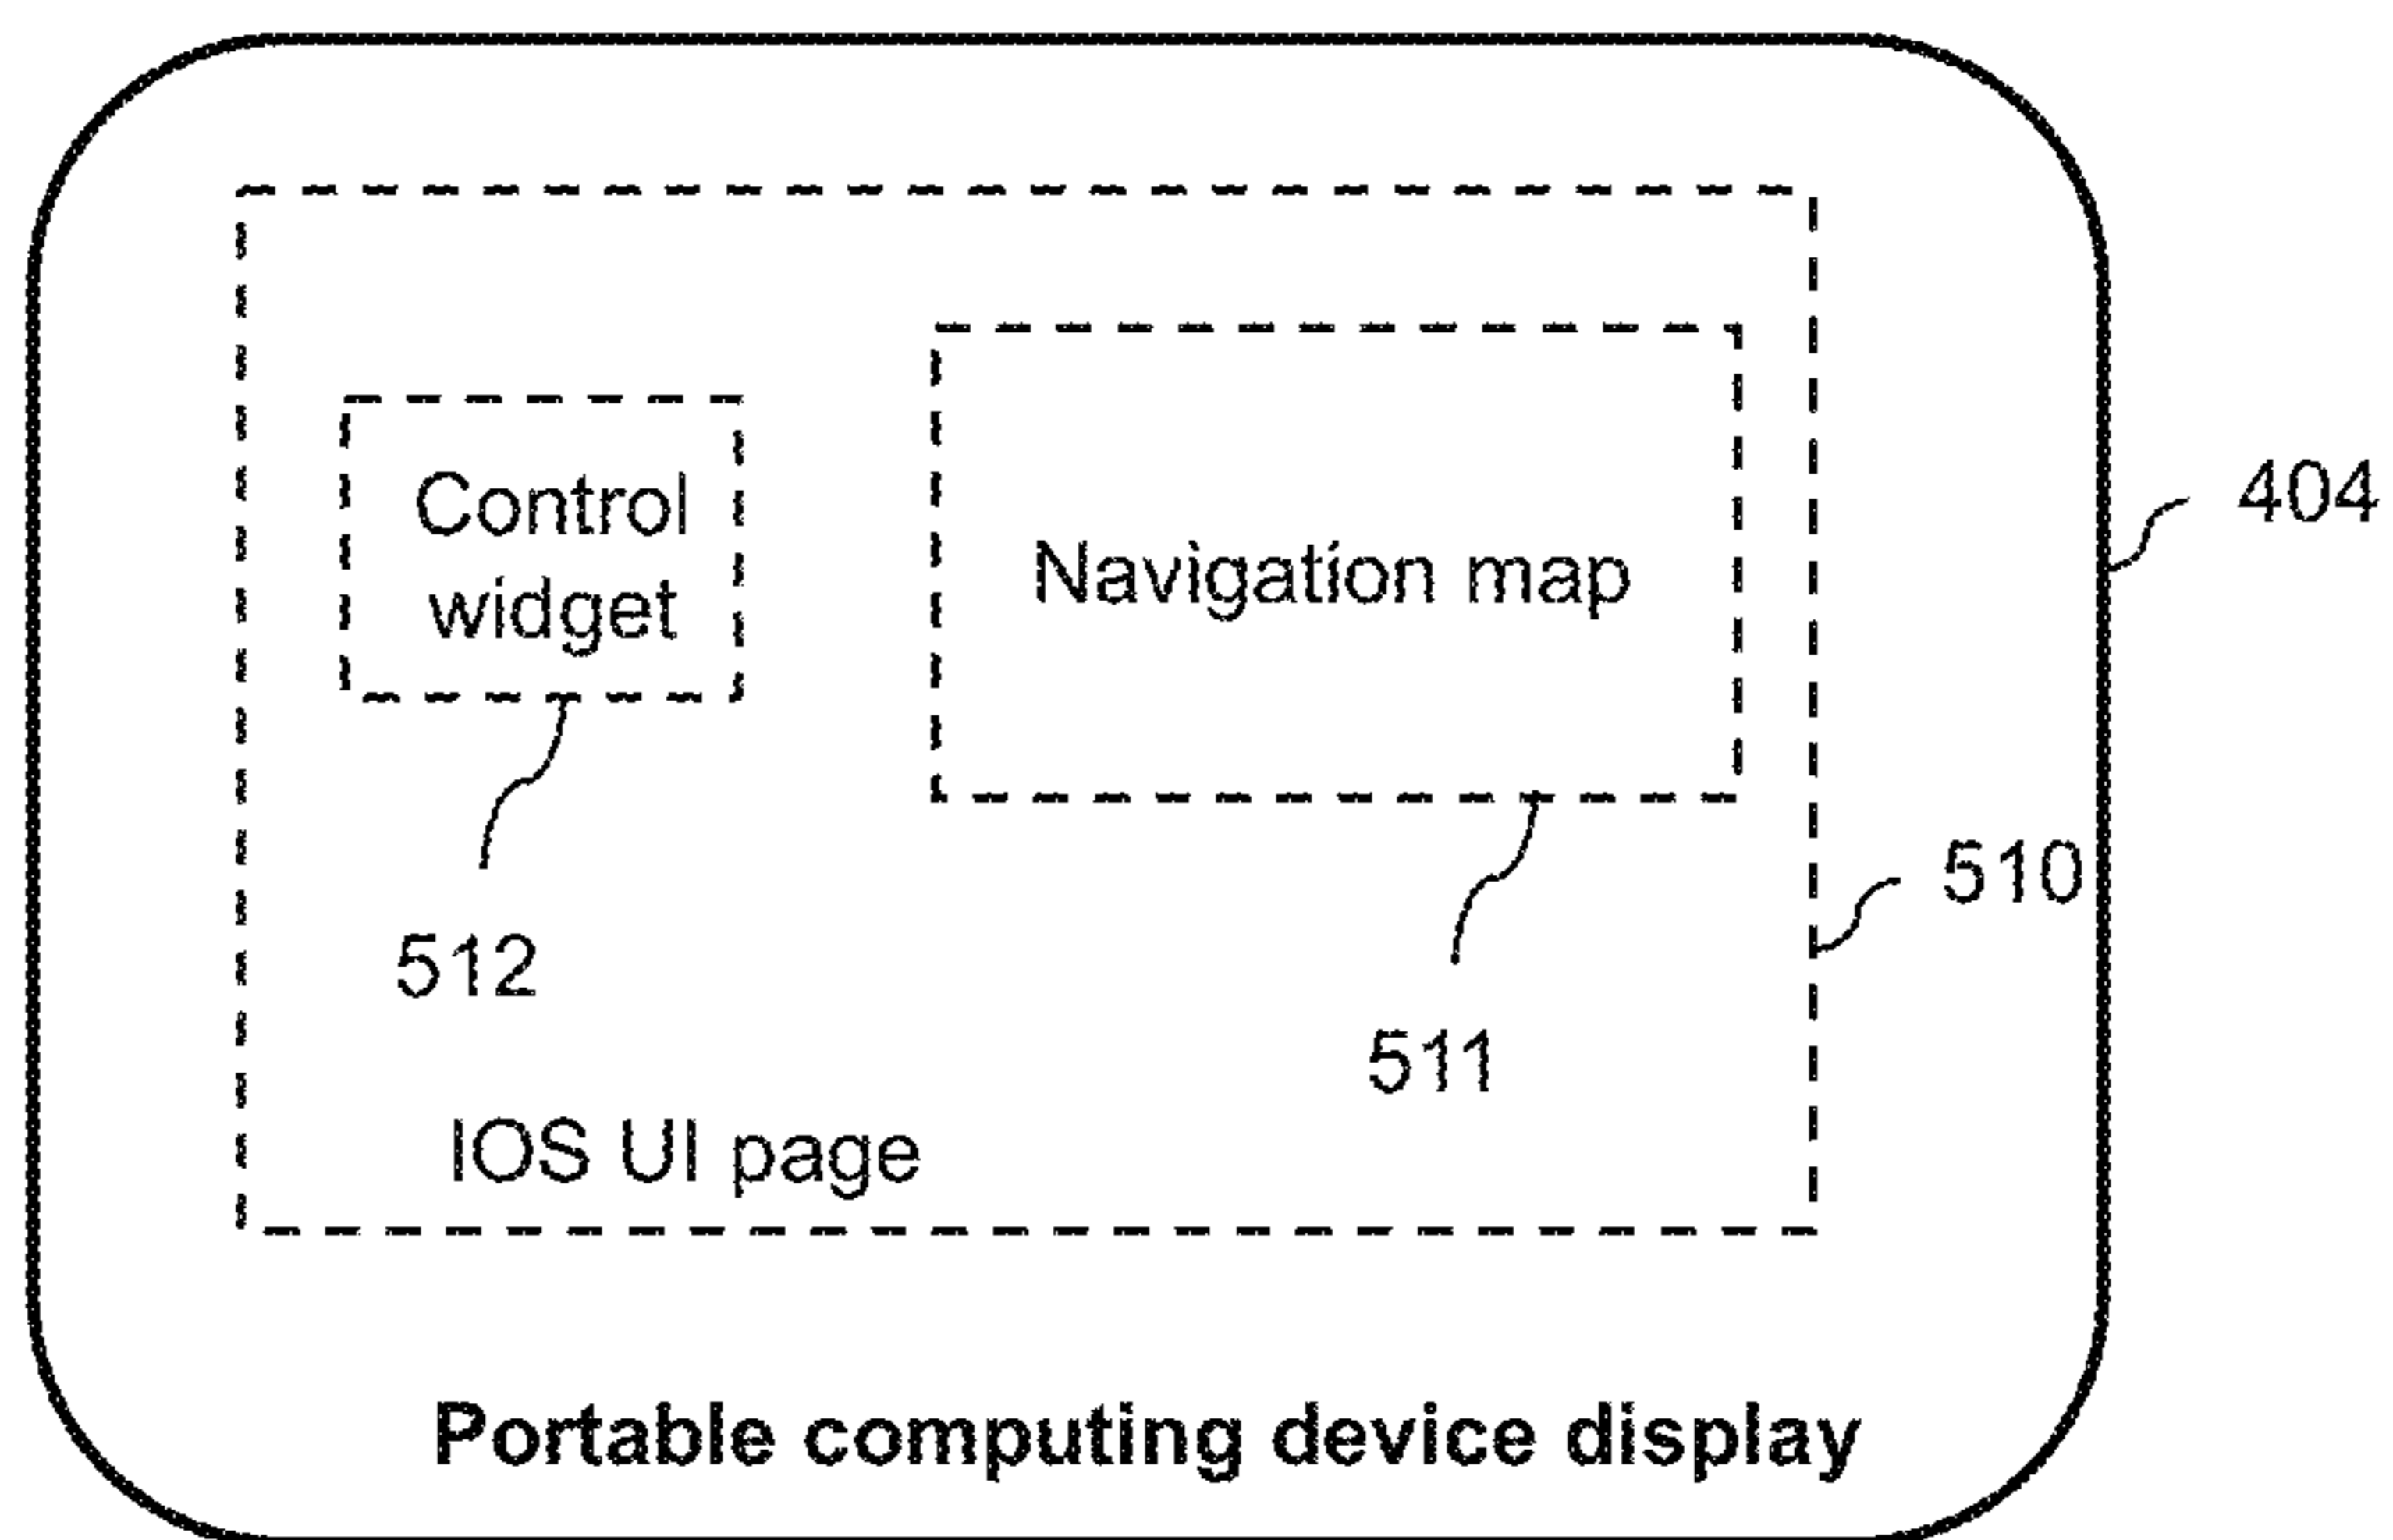 Control
widget
Navigation map
404
510
512
511
IOS UI page
Portable computing device display